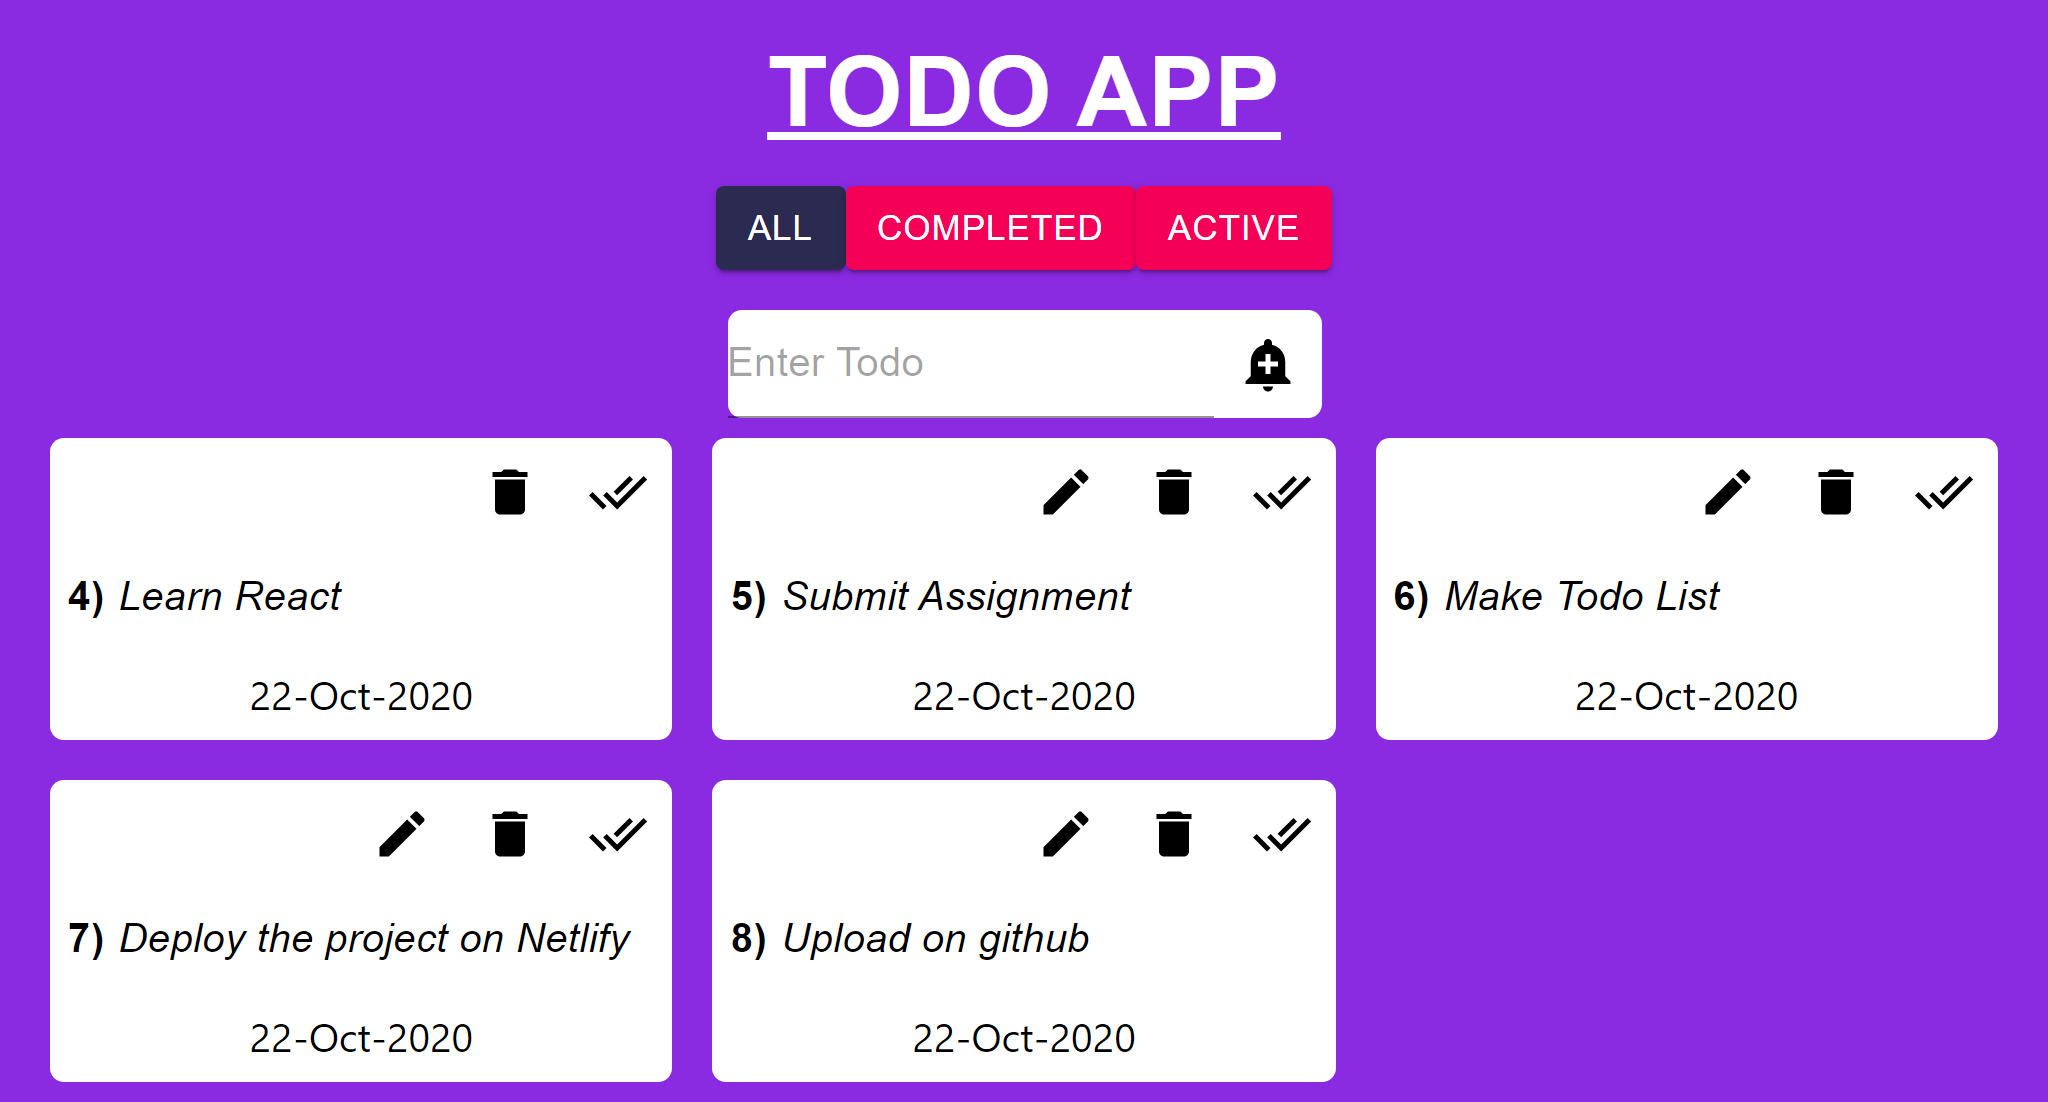 TODO APP
ALL COMPLETED ACTIVE
Enter Todo
4) Learn React
22-Oct-2020
5) Submit Assignment
22-Oct-2020
6) Make Todo List
22-Oct-2020
7) Deploy the project on Netlify
22-Oct-2020
8) Upload on github
22-Oct-2020